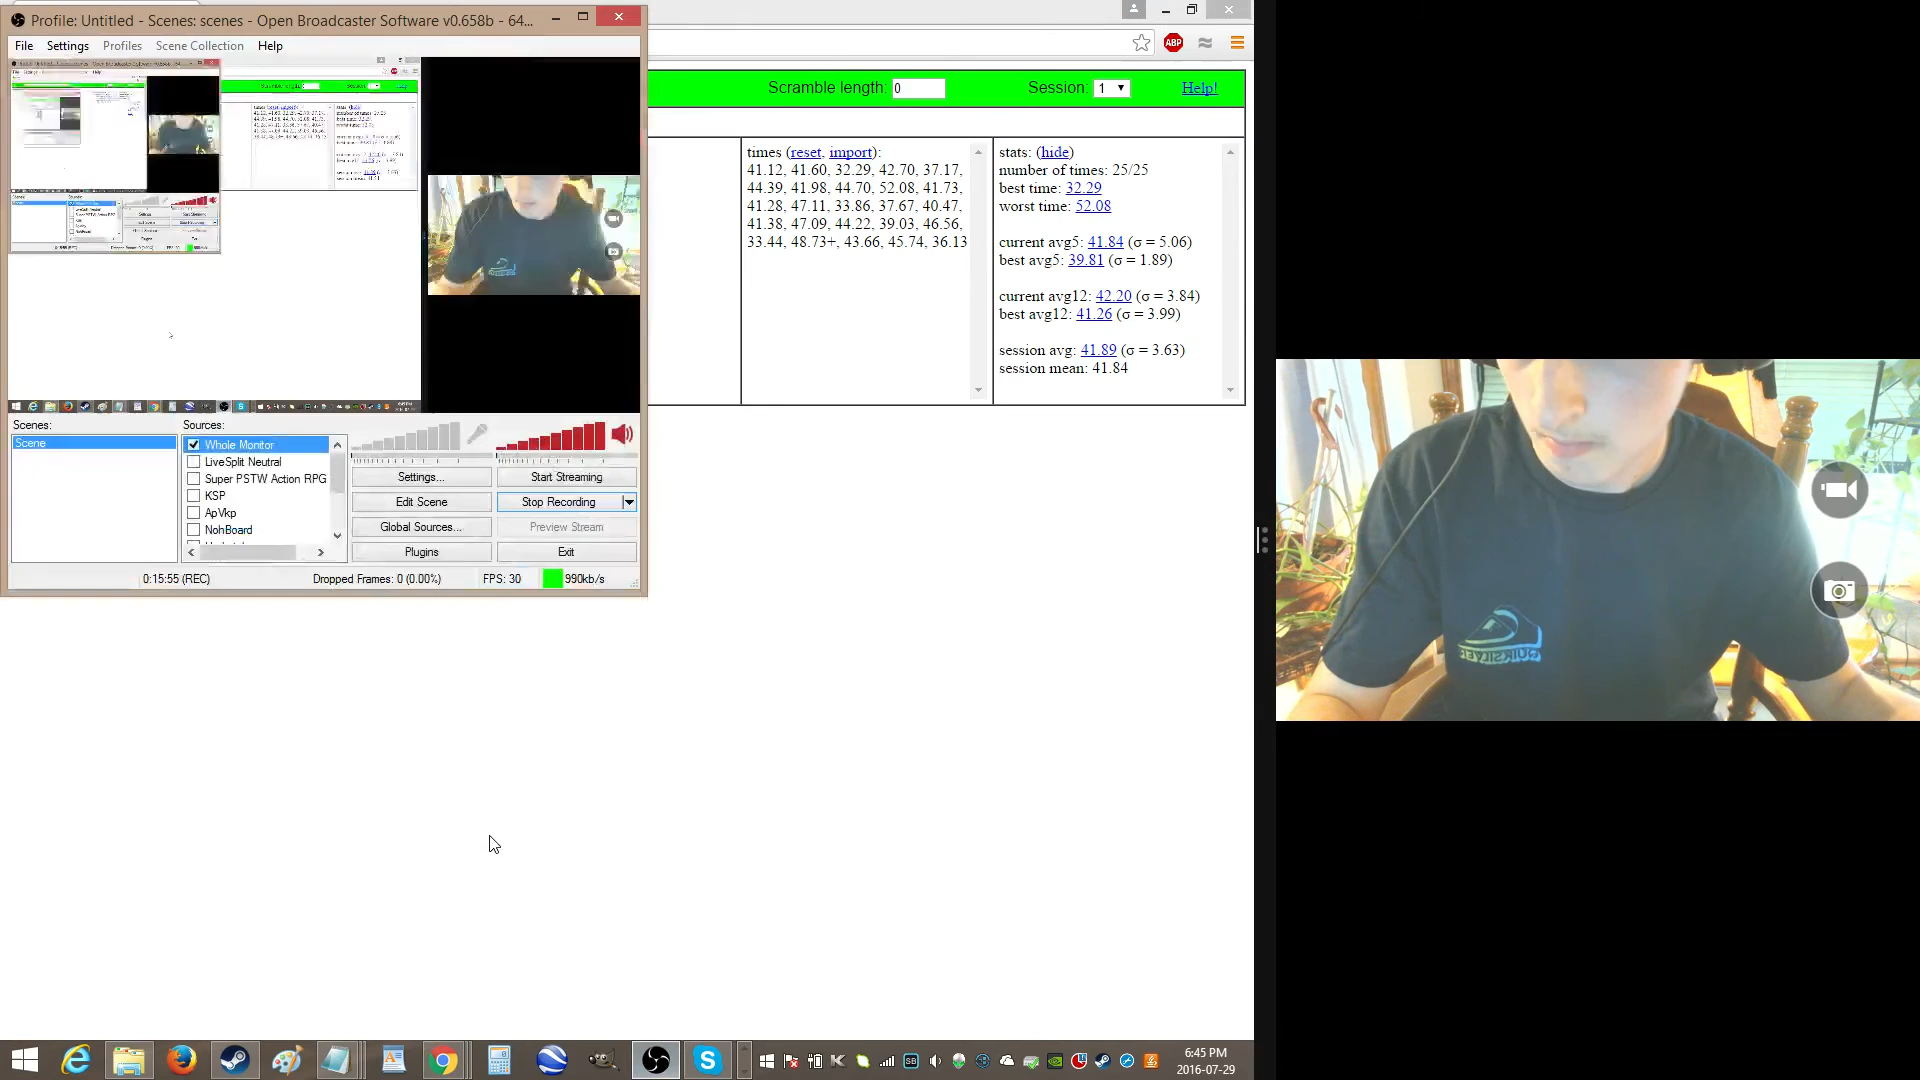 Profile: Untitled - Scenes: scenes - Open Broadcaster Software v0.658b - 64...
File Settings Profiles Scene Collection Help
Scenes:
Scene
Sources:
Whole Monitor
LiveSplit Neutral
Super PSTW Action RPG
KSP
ApVkp
NohBoard
Settings...
Start Streaming
Edit Scene
Stop Recording
Global Sources...
Preview Stream
Plugins
Exit
0:15:55 (REC)
Dropped Frames: 0 (0.00%)
FPS: 30
990kb/s
ABP
Scramble length: 0
Session: 1
Help!
times (reset, import):
41.12, 41.60, 32.29, 42.70, 37.17,
44.39, 41.98, 44.70, 52.08, 41.73,
41.28, 47.11, 33.86, 37.67, 40.47,
41.38, 47.09, 44.22, 39.03, 46.56,
33.44, 48.73+, 43.66, 45.74, 36.13
stats: (hide)
number of times: 25/25
best time: 32.29
worst time: 52.08
current avg5: 41.84 (σ = 5.06)
best avg5: 39.81 (σ = 1.89)
current avg12: 42.20 (σ = 3.84)
best avg12: 41.26 (σ = 3.99)
session avg: 41.89 (σ = 3.63)
session mean: 41.84
QUIKSILVER
6:45 PM
2016-07-29